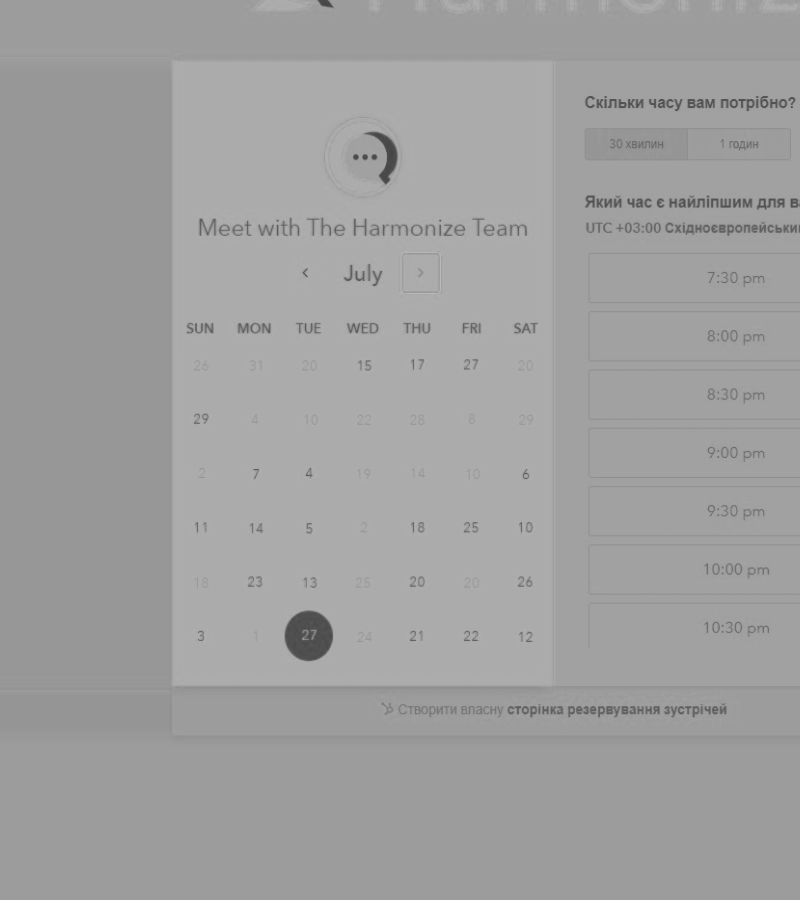 Harmoniz
Meet with The Harmonize Team
July
SUN MON TUE WED THU FRI SAT
26 31 20 15 17 27 20
29 4 10 22 28 8 29
2 7 4 19 14 10 6
11 14 5 2 18 25 10
18 23 13 25 20 20 26
3 1 27 24 21 22 12
Скільки часу вам потрібно?
30 хвилин 1 годин
Який час є найліпшим для в
UTC +03:00 Східноєвропейськи
7:30 pm
8:00 pm
8:30 pm
9:00 pm
9:30 pm
10:00 pm
10:30 pm
Створити власну сторінка резервування зустрічей